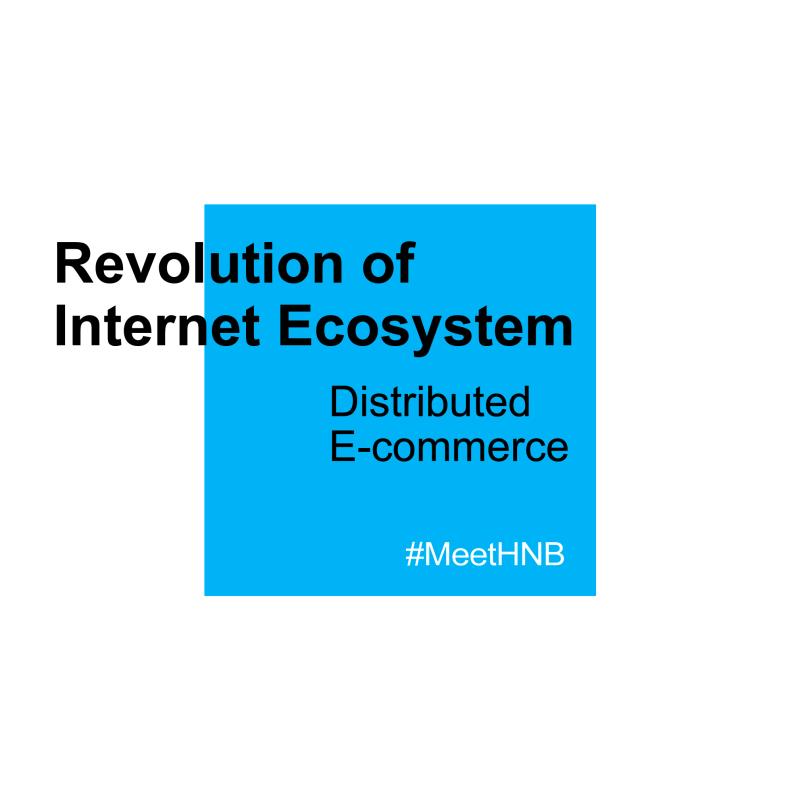 Revolution of
Internet Ecosystem
Distributed
E-commerce
#MeetHNB